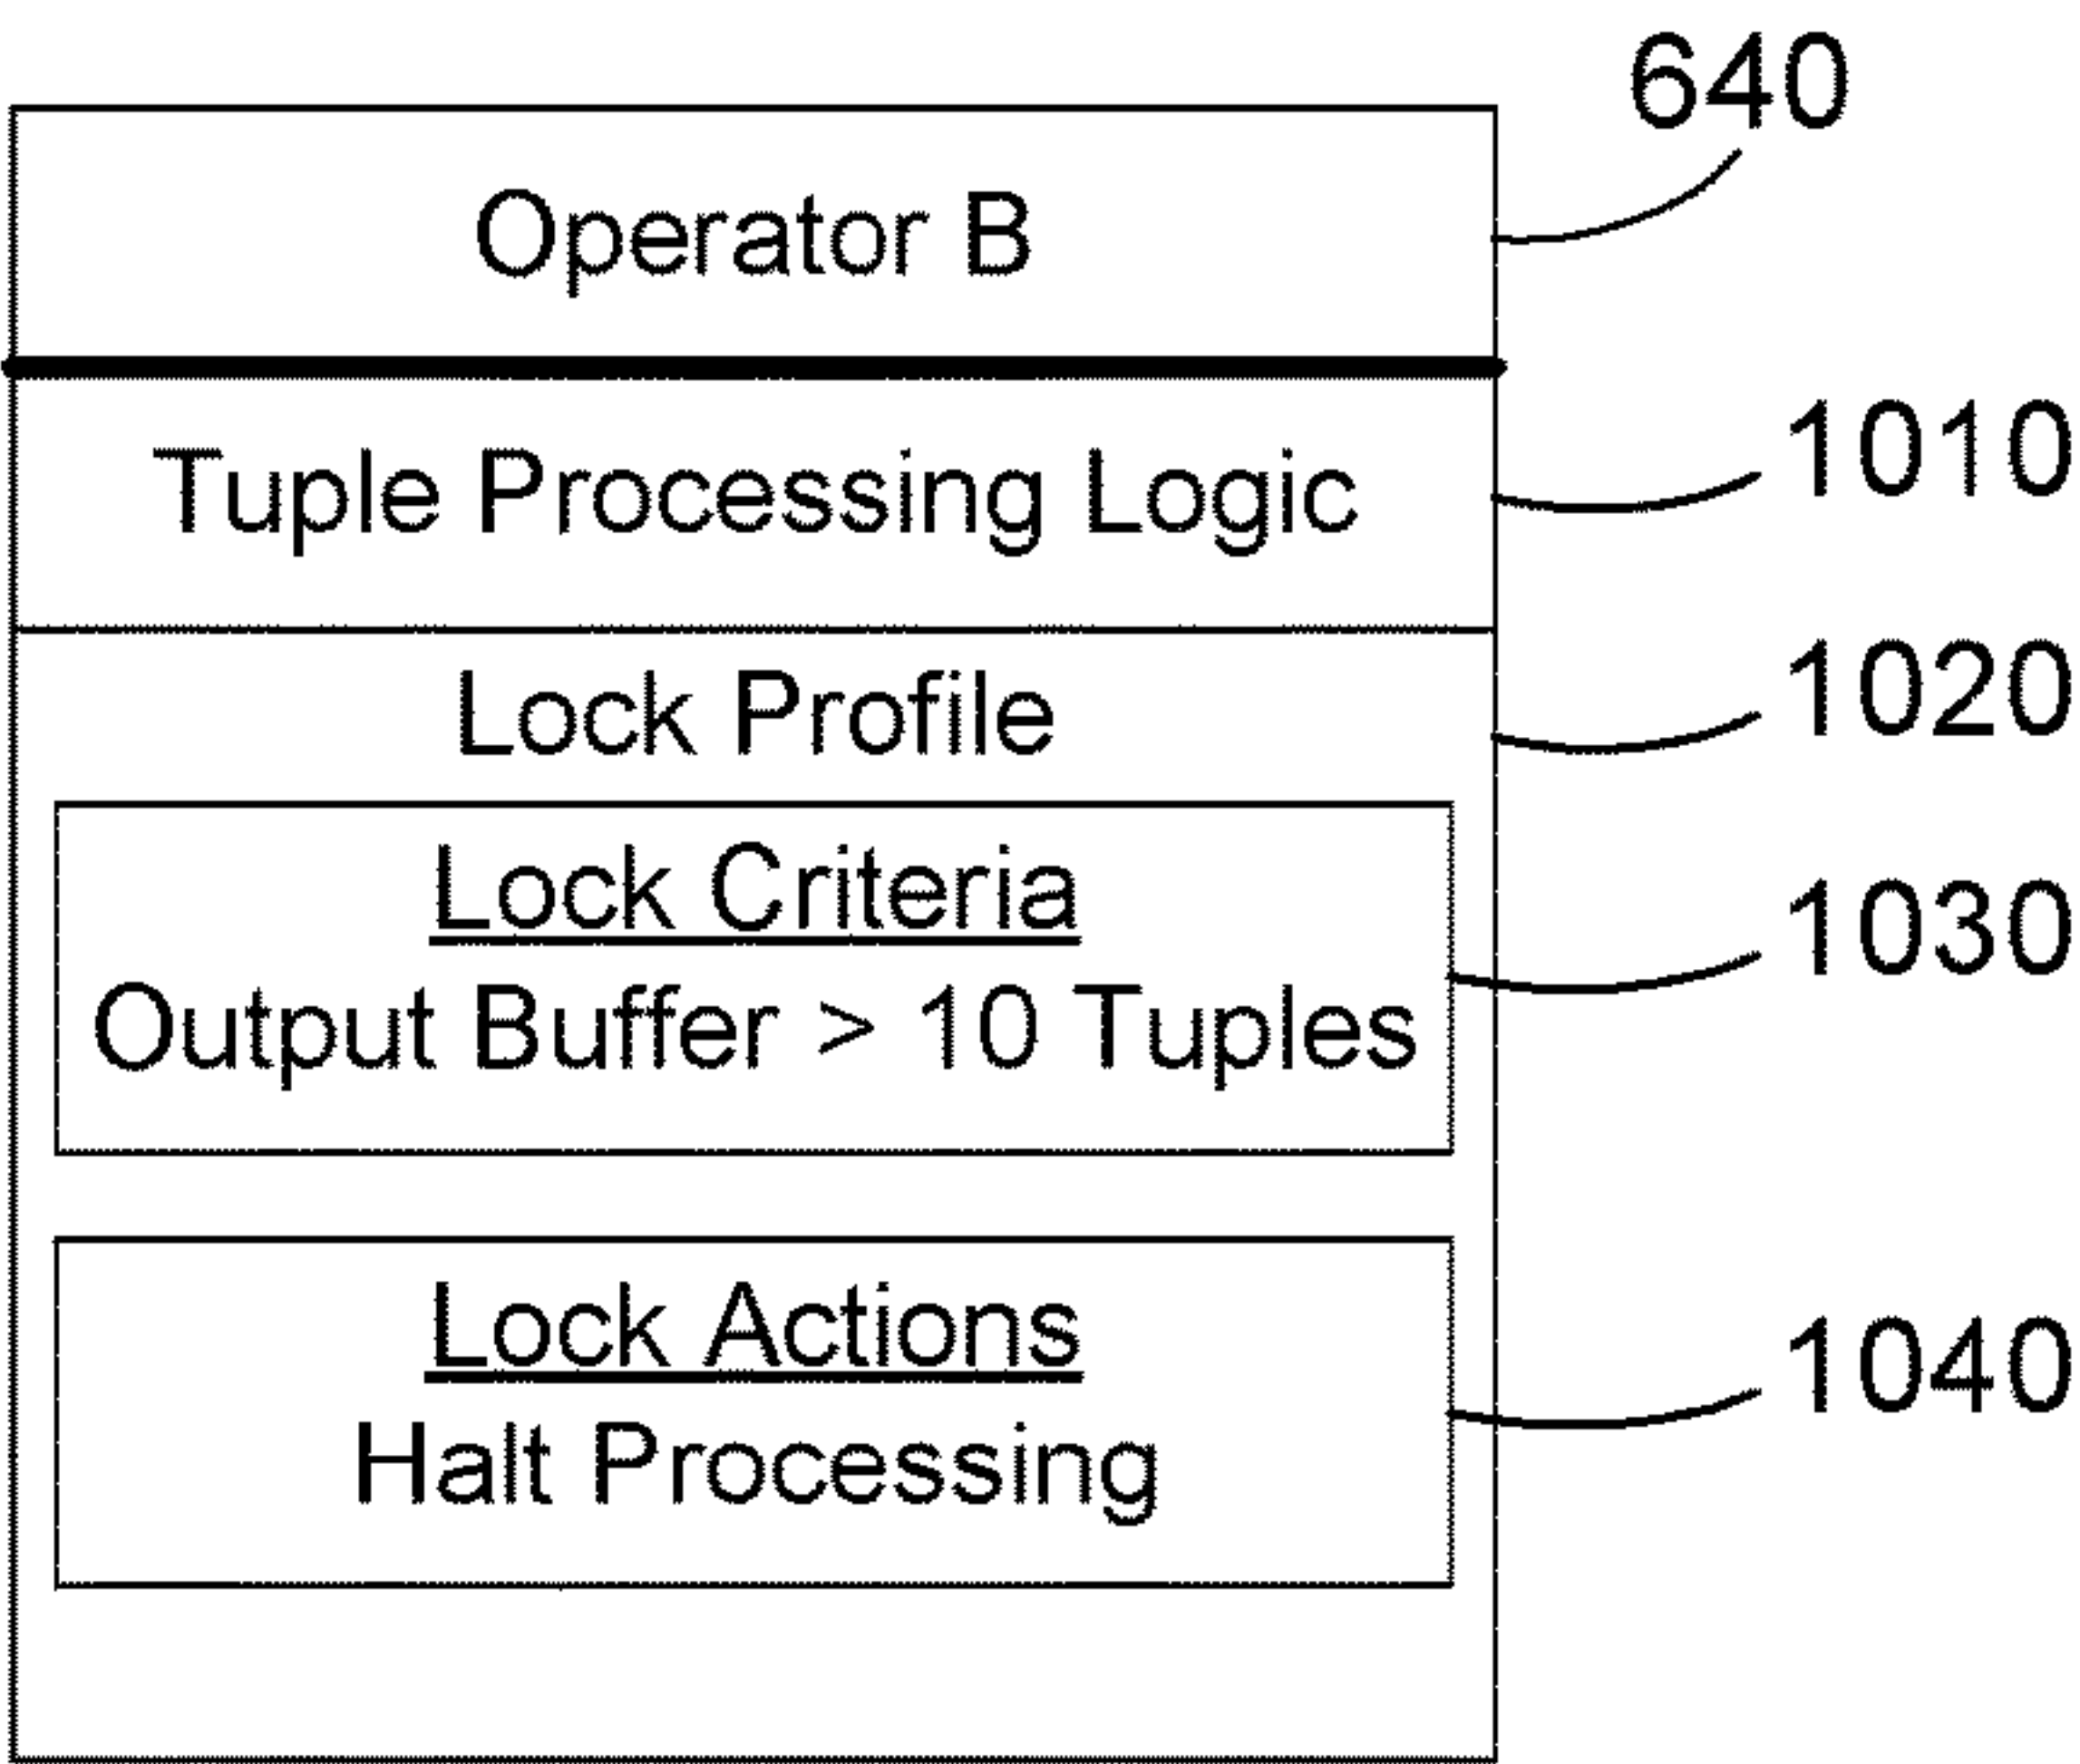 640
Operator B
1010
Tuple Processing Logic
1020
Lock Profile
1030
Lock Criteria
Output Buffer > 10 Tuples
1040
Lock Actions
Halt Processing